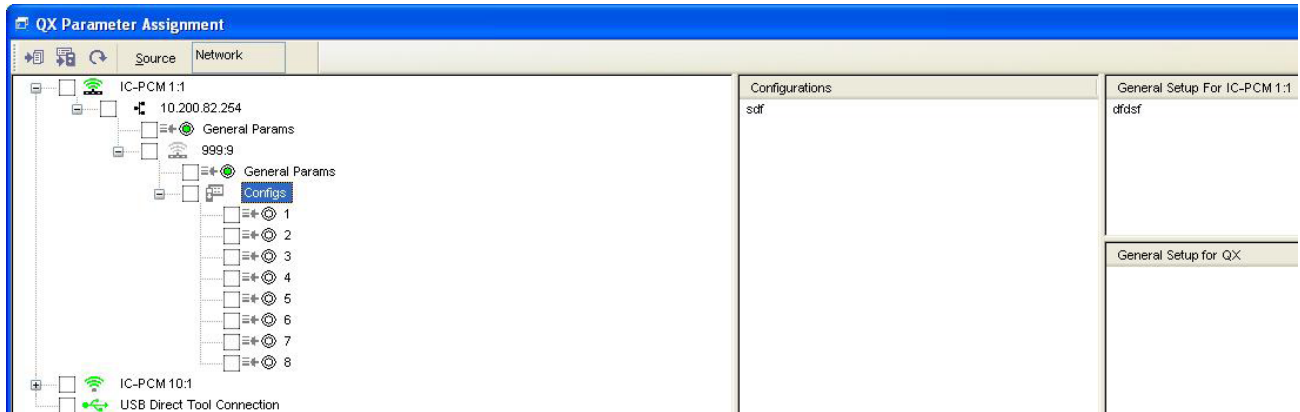 QX Parameter Assignment
Source Network
IC-PCM 1:1
10.200.82.254
General Params
999:9
General Params
Configs
1
2
3
4
5
6
7
8
IC-PCM 10:1
USB Direct Tool Connection
Configurations
sdf
General Setup For IC-PCM 1:1
dfdsf
General Setup for QX